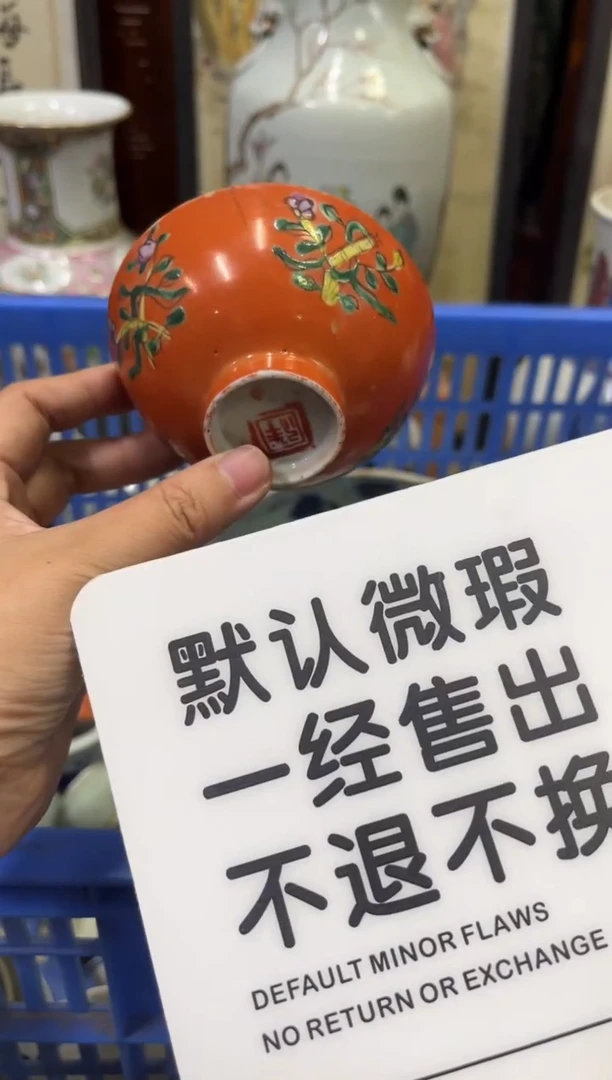 默认微瑕
一经售出
不退不换
DEFAULT MINOR FLAWS
NO RETURN OR EXCHANGE